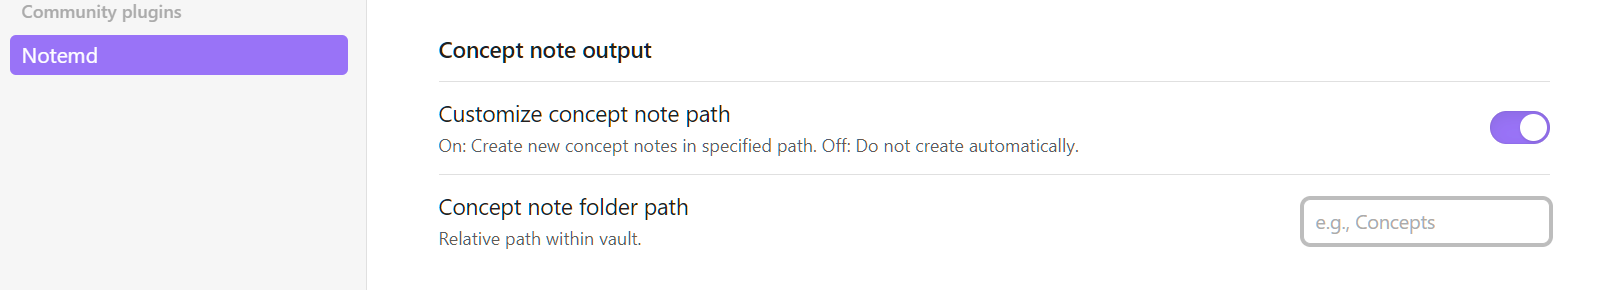 Community plugins
Notemd
Concept note output
Customize concept note path
On: Create new concept notes in specified path. Off: Do not create automatically.
Concept note folder path
Relative path within vault.
e.g., Concepts